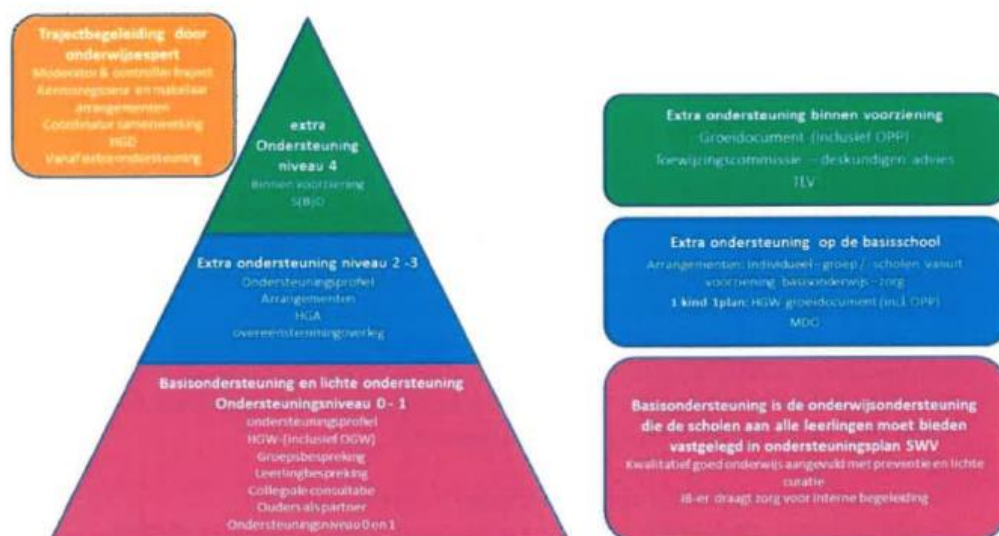 Trajectbegeleiding door
onderwijsexpert
Moderator & controller traject
Kennisregisseur en makelaar
arrangementen
Coördinator samenwerking
HGD
Vanaf extra ondersteuning
extra
Ondersteuning
niveau 4
Binnen voorziening
S(B)O
Extra ondersteuning niveau 2 -3
Ondersteuningsprofiel
Arrangementen
HGA
overeenstemmingoverleg
Basisondersteuning en lichte ondersteuning
Ondersteuningsniveau 0 - 1
ondersteuningsprofiel
HGW-(inclusief OGW)
Groepsbespreking
Leerlingbespreking
Collegiale consultatie
Ouders als partner
Ondersteuningsniveau 0 en 1
Extra ondersteuning binnen voorziening
Groeidocument (inclusief OPP)
Toewijzingscommissie – deskundigen advies
TLV
Extra ondersteuning op de basisschool
Arrangementen: individueel - groep / - scholen vanuit
voorziening basisonderwijs - zorg
1 kind 1plan: HGW groeidocument (incl. OPP)
MDO
Basisondersteuning is de onderwijsondersteuning
die de scholen aan alle leerlingen moet bieden
vastgelegd in ondersteuningsplan SWV
Kwalitatief goed onderwijs aangevuld met preventie en lichte
curatie
IB-er draagt zorg voor interne begeleiding